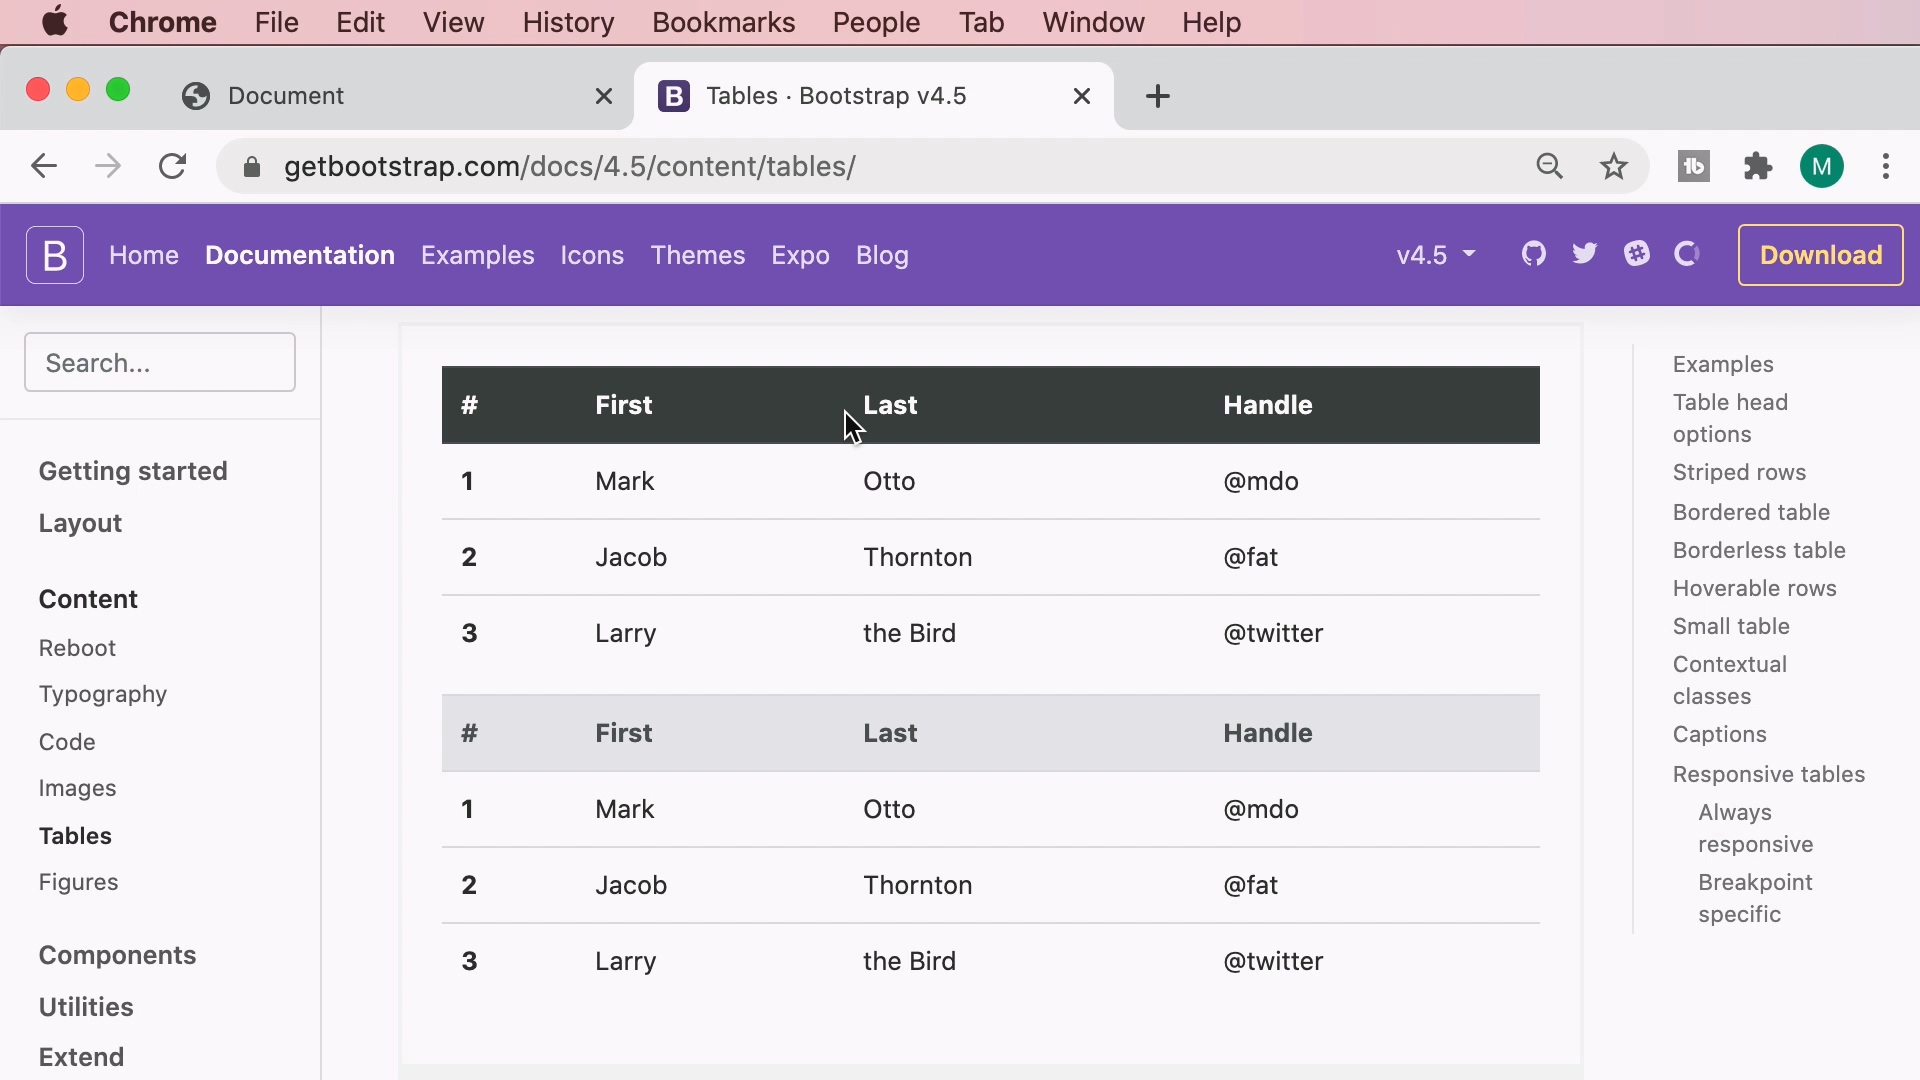 Chrome File Edit View History Bookmarks People Tab Window Help
Document
B Tables · Bootstrap v4.5
getbootstrap.com/docs/4.5/content/tables/
tb
M
B Home Documentation Examples Icons Themes Expo Blog v4.5 Download
Search...
Getting started
Layout
Content
Reboot
Typography
Code
Images
Tables
Figures
Components
Utilities
Extend
# First Last Handle
1 Mark Otto @mdo
2 Jacob Thornton @fat
3 Larry the Bird @twitter
# First Last Handle
1 Mark Otto @mdo
2 Jacob Thornton @fat
3 Larry the Bird @twitter
Examples
Table head
options
Striped rows
Bordered table
Borderless table
Hoverable rows
Small table
Contextual
classes
Captions
Responsive tables
Always
responsive
Breakpoint
specific